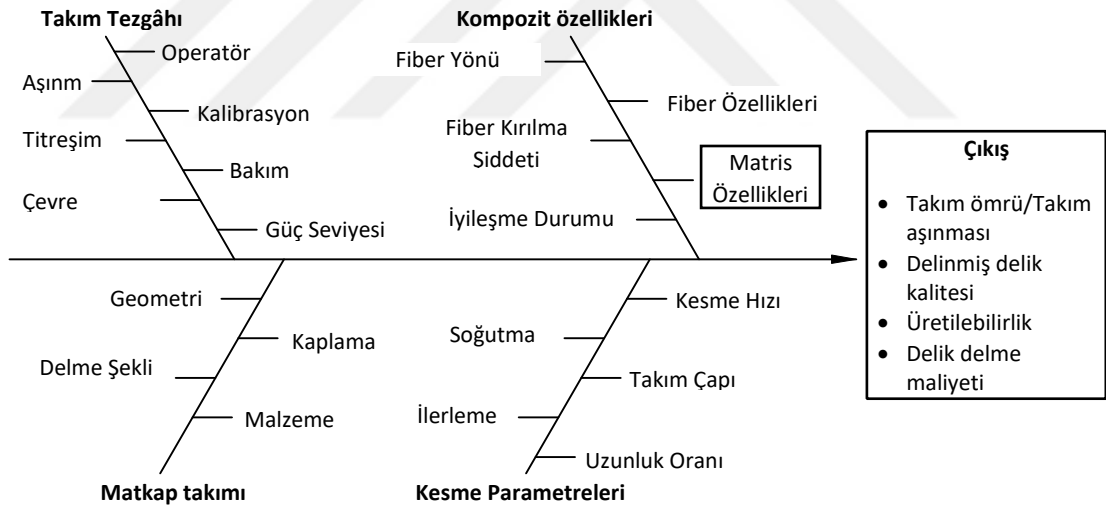 Takım Tezgâhı
Operatör
Aşınm
Kalibrasyon
Titreşim
Bakım
Çevre
Güç Seviyesi
Kompozit özellikleri
Fiber Yönü
Fiber Özellikleri
Fiber Kırılma
Siddeti
Matris
Özellikleri
İyileşme Durumu
Geometri
Kaplama
Delme Şekli
Malzeme
Matkap takımı
Kesme Hızı
Soğutma
Takım Çapı
İlerleme
Uzunluk Oranı
Kesme Parametreleri
Çıkış
• Takım ömrü/Takım
aşınması
• Delinmiş delik
kalitesi
• Üretilebilirlik
• Delik delme
maliyeti